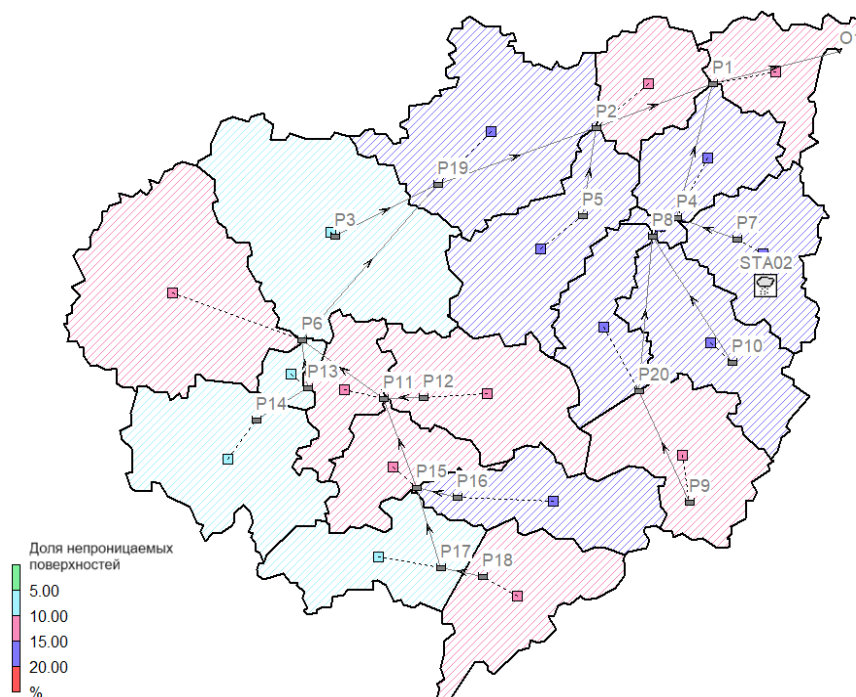 O1
P1
P2
P19
P5
P4
P8
P7
P3
STA02
P6
P10
P13
P11
P12
P20
P14
P15
P16
P9
P17
P18
Доля непроницаемых
поверхностей
5.00
10.00
15.00
20.00
%